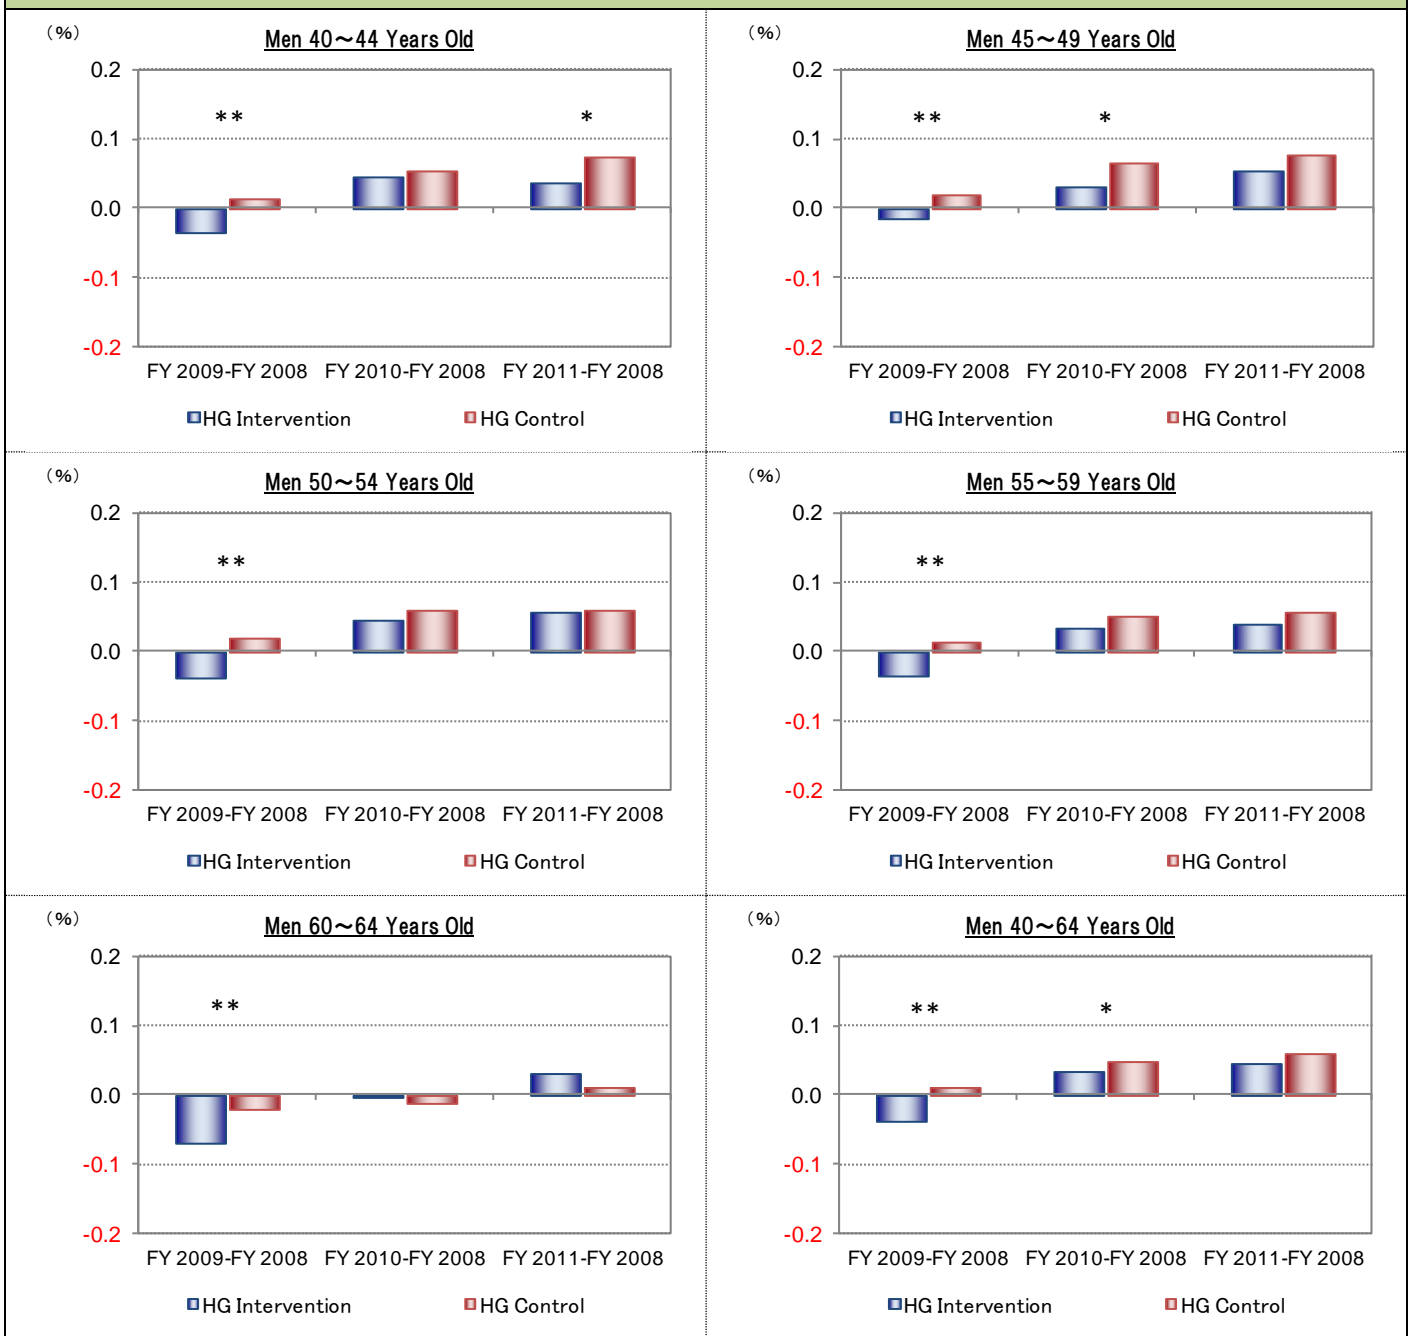 （%）
Men 40～44 Years Old
0.2
**
*
0.1
0.0
-0.1
-0.2
FY 2009-FY 2008 FY 2010-FY 2008 FY 2011-FY 2008
HG Intervention HG Control
（%）
Men 45～49 Years Old
0.2
**
*
0.1
0.0
-0.1
-0.2
FY 2009-FY 2008 FY 2010-FY 2008 FY 2011-FY 2008
HG Intervention HG Control
（%）
Men 50～54 Years Old
0.2
**
0.1
0.0
-0.1
-0.2
FY 2009-FY 2008 FY 2010-FY 2008 FY 2011-FY 2008
HG Intervention HG Control
（%）
Men 55～59 Years Old
0.2
**
0.1
0.0
-0.1
-0.2
FY 2009-FY 2008 FY 2010-FY 2008 FY 2011-FY 2008
HG Intervention HG Control
（%）
Men 60～64 Years Old
0.2
**
0.1
0.0
-0.1
-0.2
FY 2009-FY 2008 FY 2010-FY 2008 FY 2011-FY 2008
HG Intervention HG Control
（%）
Men 40～64 Years Old
0.2
**
*
0.1
0.0
-0.1
-0.2
FY 2009-FY 2008 FY 2010-FY 2008 FY 2011-FY 2008
HG Intervention HG Control